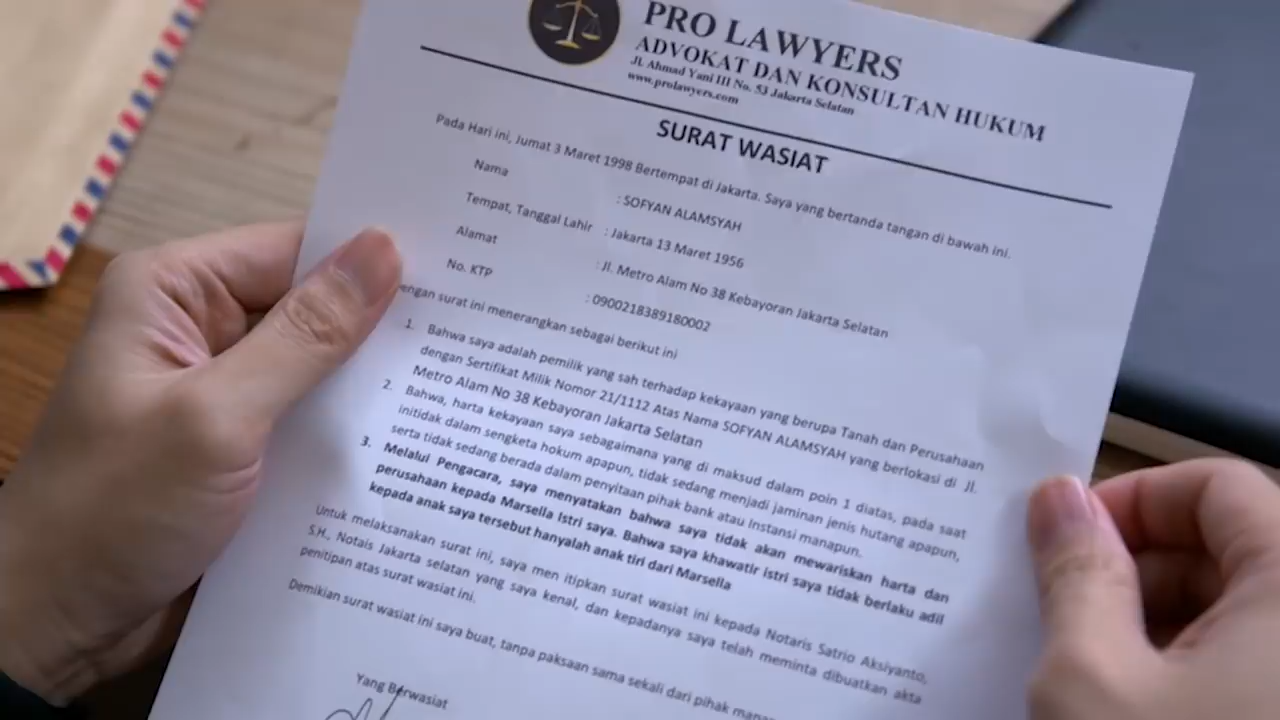 PRO LAWYERS
ADVOKAT DAN KONSULTAN HUKUM
Jl. Ahmad Yani III No. 53 Jakarta Selatan
www.prolawyers.com
SURAT WASIAT
Pada Hari ini, Jumat 3 Maret 1998 Bertempat di Jakarta. Saya yang bertanda tangan di bawah ini.
Nama : SOFYAN ALAMSYAH
Tempat, Tanggal Lahir : Jakarta 13 Maret 1956
Alamat : Jl. Metro Alam No 38 Kebayoran Jakarta Selatan
No. KTP : 0900218389180002
engan surat ini menerangkan sebagai berikut ini
1. Bahwa saya adalah pemilik yang sah terhadap kekayaan yang berupa Tanah dan Perusahaan
dengan Sertifikat Milik Nomor 21/1112 Atas Nama SOFYAN ALAMSYAH yang berlokasi di Jl.
Metro Alam No 38 Kebayoran Jakarta Selatan
2. Bahwa, harta kekayaan saya sebagaimana yang di maksud dalam poin 1 diatas, pada saat
initidak dalam sengketa hokum apapun, tidak sedang menjadi jaminan jenis hutang apapun,
serta tidak sedang berada dalam penyitaan pihak bank atau Instansi manapun.
3. Melalui Pengacara, saya menyatakan bahwa saya tidak akan mewariskan harta dan
perusahaan kepada Marsella Istri saya. Bahwa saya khawatir istri saya tidak berlaku adil
kepada anak saya tersebut hanyalah anak tiri dari Marsella
Untuk melaksanakan surat ini, saya men itipkan surat wasiat ini kepada Notaris Satrio Aksiyanto,
S.H., Notais Jakarta selatan yang saya kenal, dan kepadanya saya telah meminta dibuatkan akta
penitipan atas surat wasiat ini.
Demikian surat wasiat ini saya buat, tanpa paksaan sama sekali dari pihak mana
Yang Berwasiat